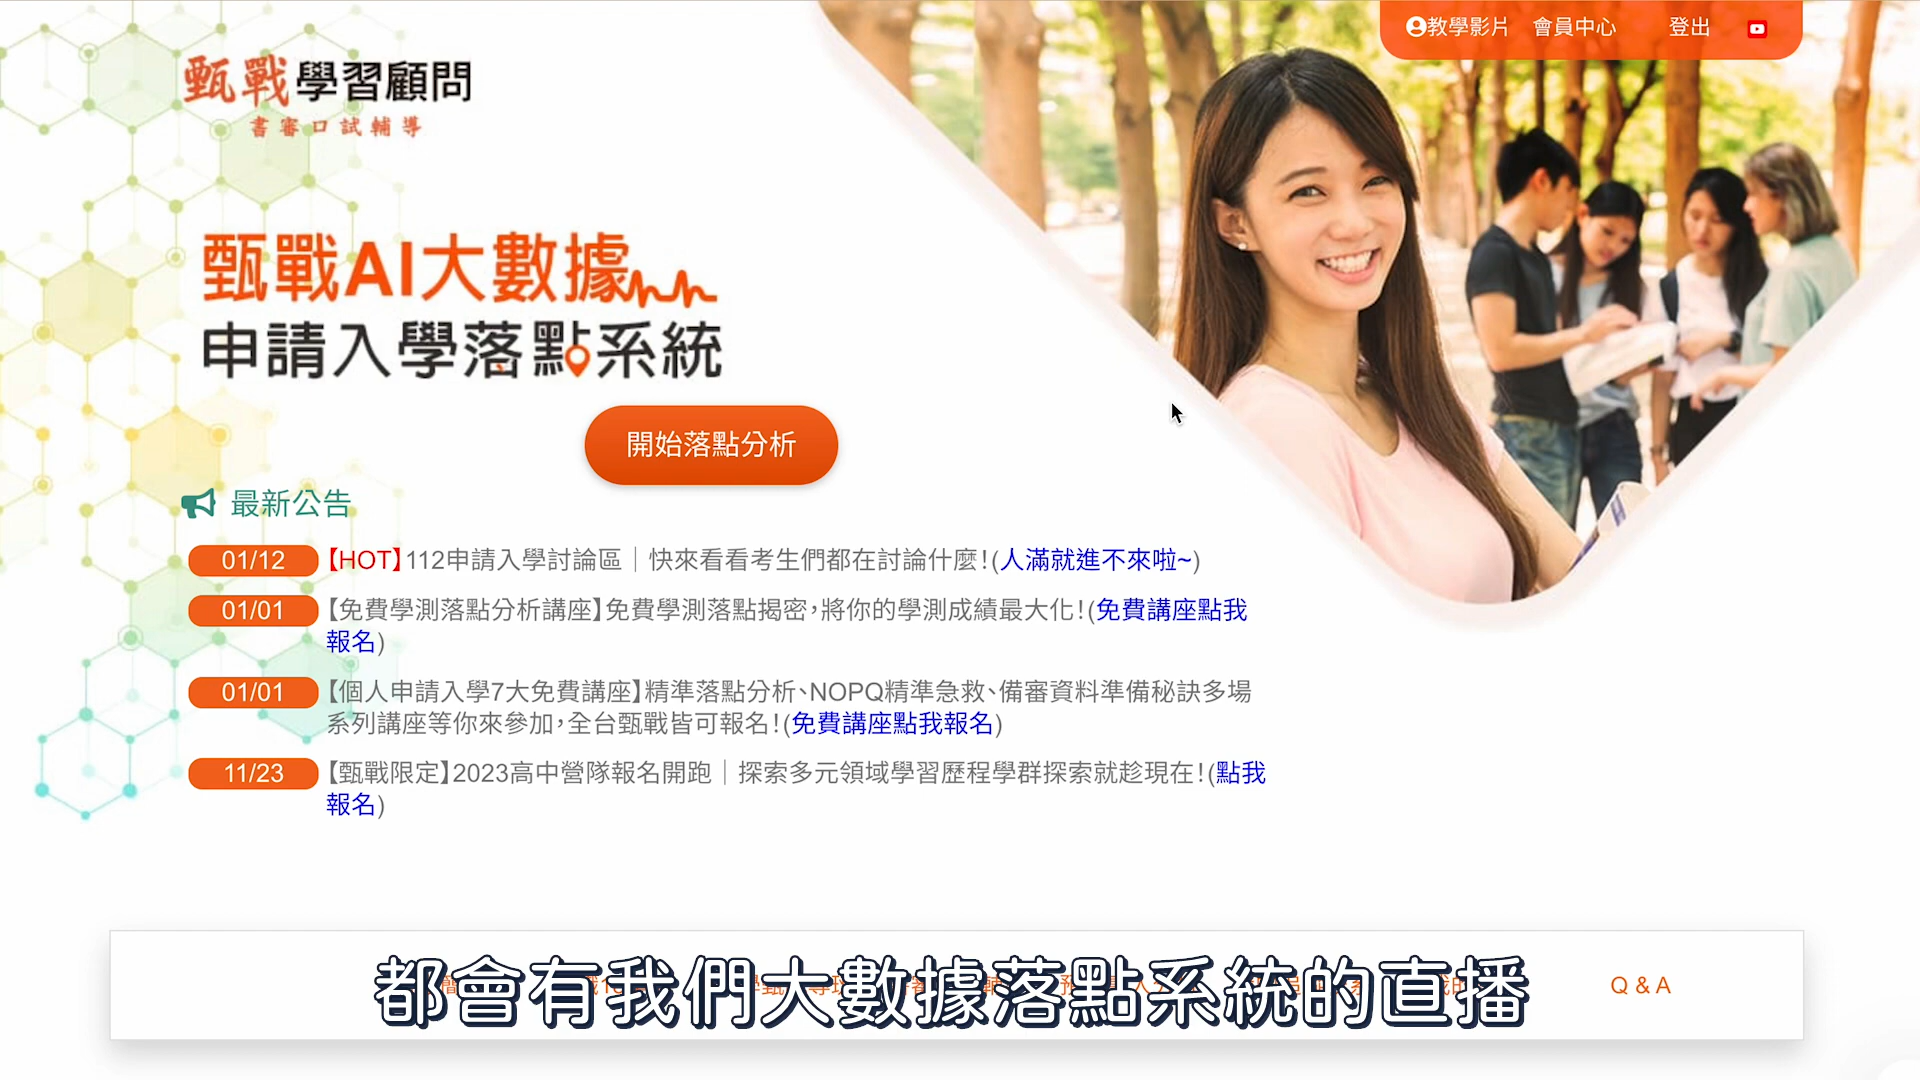 教學影片 會員中心 登出
甄戰學習顧問
書審口試輔導
甄戰AI大數據
申請入學落點系統
開始落點分析
最新公告
01/12 【HOT】112申請入學討論區｜快來看看考生們都在討論什麼！(人滿就進不來啦~)
01/01 【免費學測落點分析講座】免費學測落點揭密，將你的學測成績最大化！(免費講座點我
報名)
01/01 【個人申請入學7大免費講座】精準落點分析、NOPQ精準急救、備審資料準備秘訣多場
系列講座等你來參加，全台甄戰皆可報名！(免費講座點我報名)
11/23 【甄戰限定】2023高中營隊報名開跑｜探索多元領域學習歷程學群探索就趁現在！(點我
報名)
都會有我們大數據落點系統的直播
Q & A